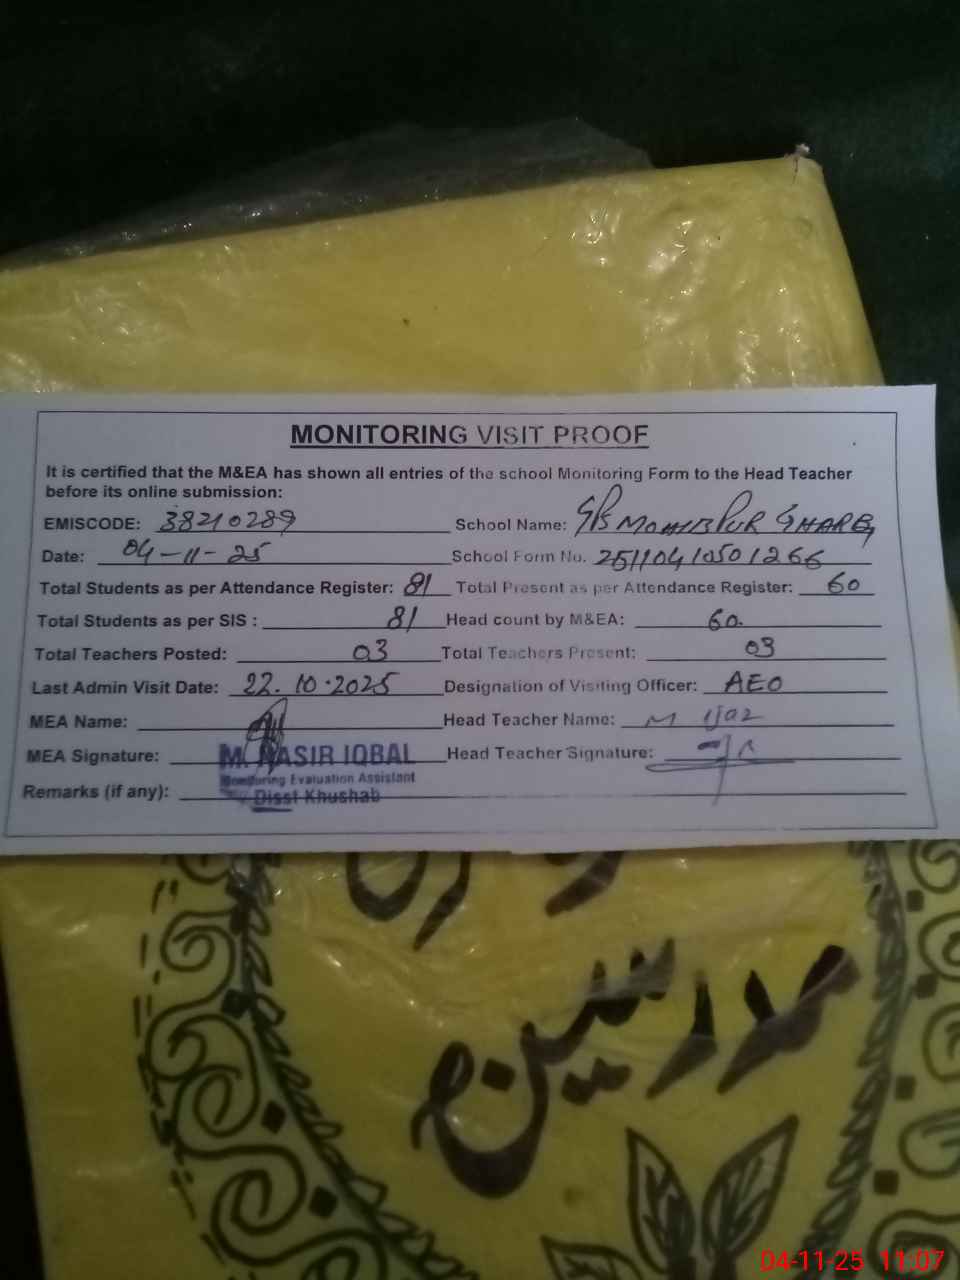 MONITORING VISIT PROOF
It is certified that the M&EA has shown all entries of the school Monitoring Form to the Head Teacher
before its online submission:
EMISCODE: 38210289 School Name: GPS MOHIBPUR GHARBI
Date: 04-11-25 School Form No. 25110410501266
Total Students as per Attendance Register: 81 Total Present as per Attendance Register: 60
Total Students as per SIS : 81 Head count by M&EA: 60.
Total Teachers Posted: 03 Total Teachers Present: 03
Last Admin Visit Date: 22.10.2025 Designation of Visiting Officer: AEO
MEA Name: Head Teacher Name: M Ijaz
MEA Signature: M. NASIR IQBAL Head Teacher Signature:
Monitoring Evaluation Assistant
Remarks (if any): Disst Khushab
مدرسین
04-11-25 11:07